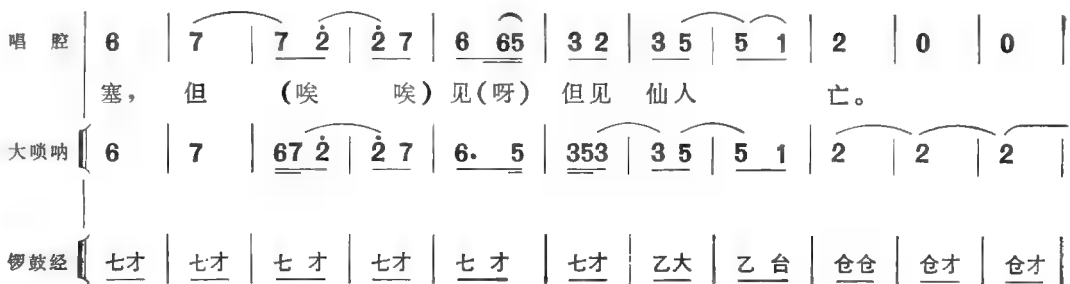 唱腔 6 | 7 | 7 2̇ | 2̇ 7 | 6 65 | 3 2 | 3 5 | 5 1 | 2 | 0 | 0 |
塞， 但 (唉 唉) 见(呀) 但见 仙人 亡。
大唢呐 6 | 7 | 67 2̇ | 2̇ 7 | 6. 5 | 353 | 3 5 | 5 1 | 2 | 2 | 2 |
锣鼓经 七才 | 七才 | 七才 | 七才 | 七才 | 七才 | 乙大 | 乙台 | 仓仓 | 仓才 | 仓才 |